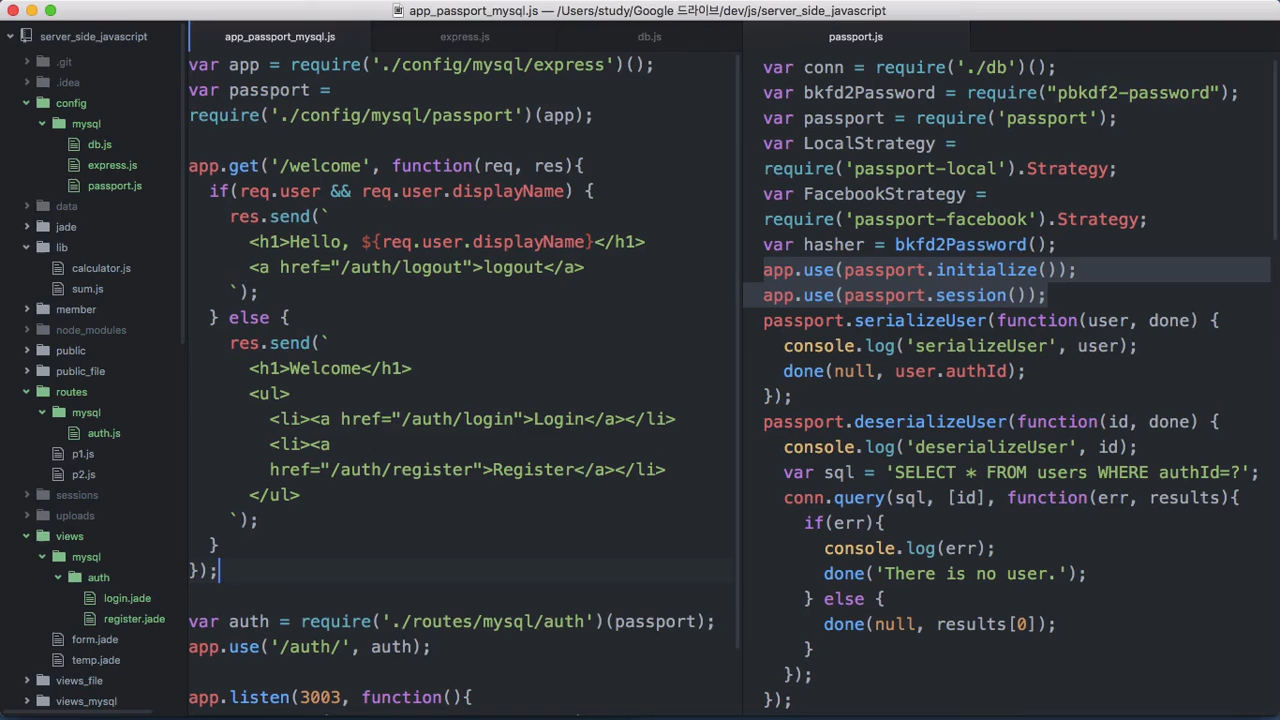 app_passport_mysql.js — /Users/study/Google 드라이브/dev/js/server_side_javascript
server_side_javascript
.git
.idea
config
mysql
db.js
express.js
passport.js
data
jade
lib
calculator.js
sum.js
member
node_modules
public
public_file
routes
mysql
auth.js
p1.js
p2.js
sessions
uploads
views
mysql
auth
login.jade
register.jade
form.jade
temp.jade
views_file
views_mysql
app_passport_mysql.js
express.js
db.js
var app = require('./config/mysql/express')();
var passport =
require('./config/mysql/passport')(app);
app.get('/welcome', function(req, res){
if(req.user && req.user.displayName) {
res.send(`
<h1>Hello, ${req.user.displayName}</h1>
<a href="/auth/logout">logout</a>
`);
} else {
res.send(`
<h1>Welcome</h1>
<ul>
<li><a href="/auth/login">Login</a></li>
<li><a
href="/auth/register">Register</a></li>
</ul>
`);
}
});
var auth = require('./routes/mysql/auth')(passport);
app.use('/auth/', auth);
app.listen(3003, function(){
passport.js
var conn = require('./db')();
var bkfd2Password = require("pbkdf2-password");
var passport = require('passport');
var LocalStrategy =
require('passport-local').Strategy;
var FacebookStrategy =
require('passport-facebook').Strategy;
var hasher = bkfd2Password();
app.use(passport.initialize());
app.use(passport.session());
passport.serializeUser(function(user, done) {
console.log('serializeUser', user);
done(null, user.authId);
});
passport.deserializeUser(function(id, done) {
console.log('deserializeUser', id);
var sql = 'SELECT * FROM users WHERE authId=?';
conn.query(sql, [id], function(err, results){
if(err){
console.log(err);
done('There is no user.');
} else {
done(null, results[0]);
}
});
});